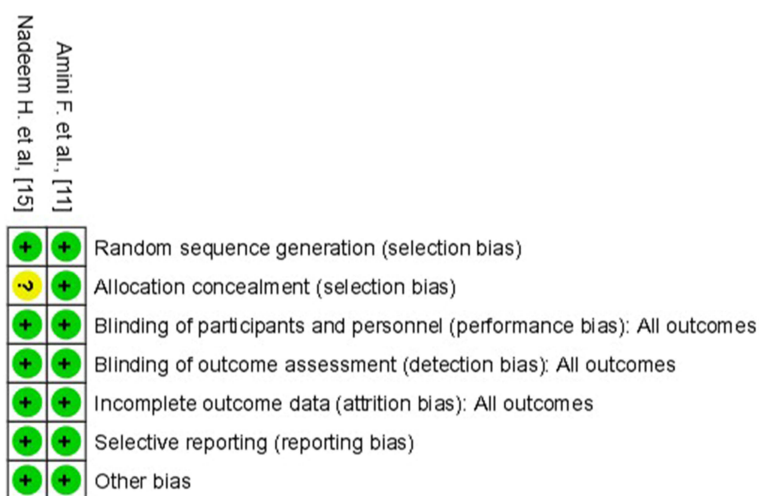 Nadeem H. et al, [15]
Amini F. et al., [11]
+ + Random sequence generation (selection bias)
? + Allocation concealment (selection bias)
+ + Blinding of participants and personnel (performance bias): All outcomes
+ + Blinding of outcome assessment (detection bias): All outcomes
+ + Incomplete outcome data (attrition bias): All outcomes
+ + Selective reporting (reporting bias)
+ + Other bias